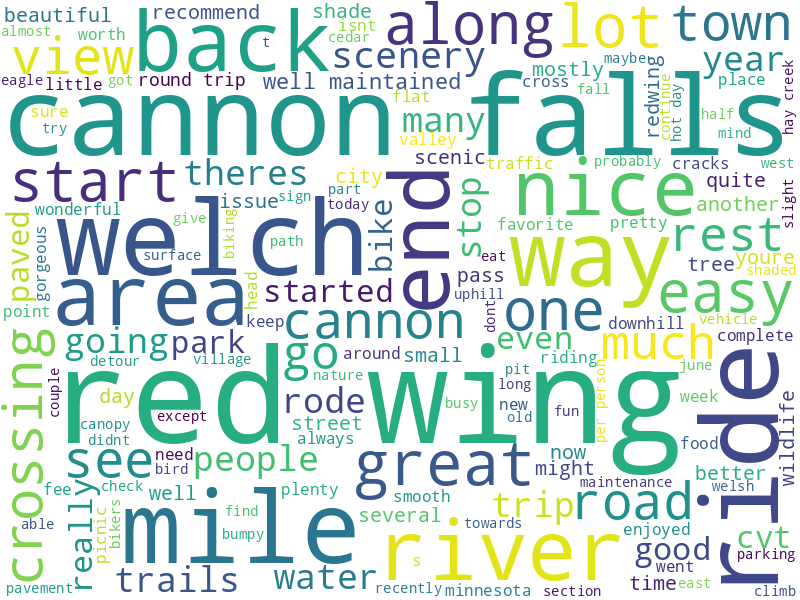 beautiful
recommend
shade
isnt
cedar
along
lot
town
almost
worth
t
back
view
scenery
year
eagle
little
got
round trip
well maintained
mostly
cross
maybe
fall
place
redwing
continue
hot day
hay creek
cannon falls
sure
try
flat
many
valley
half
mind
start
theres
scenic
traffic
probably
cracks
west
city
part
today
nice
quite
another
slight
paved
gorgeous
wonderful
issue
sign
give
biking
bike
end
stop
favorite
pretty
rest
welch
surface
path
eat
way
tree
youre
shaded
area
head
started
pass
uphill
easy
point
keep
cannon
dont
one
downhill
vehicle
crossing
going
park
go
around
small
even
much
complete
detour
village
nature
riding
june
red wing
couple
day
rode
long
pit
new
old
fun
per person
week
ride
canopy
didnt
except
street
always
busy
food
wildlife
see
need
bird
people
great
might
now
better
fee
check
well
plenty
smooth
maintenance
welsh
really
able
picnic
bikers
mile
find
bumpy
several
towards
trip
road
enjoyed
cvt
river
s
good
went
parking
pavement
trails
water
recently
minnesota
section
time
east
climb